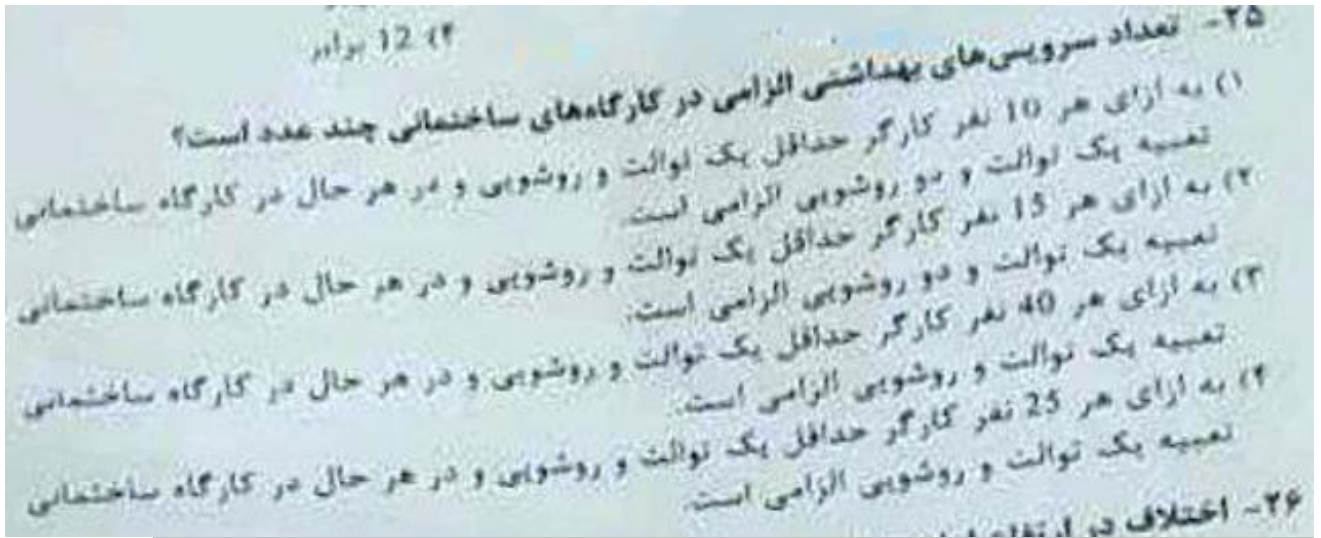 ۴) 12 برابر
۲۵- تعداد سرویس‌های بهداشتی الزامی در کارگاه‌های ساختمانی چند عدد است؟
۱) به ازای هر 10 نفر کارگر حداقل یک توالت و روشویی و در هر حال در کارگاه ساختمانی
تعبیه یک توالت و دو روشویی الزامی است.
۲) به ازای هر 15 نفر کارگر حداقل یک توالت و روشویی و در هر حال در کارگاه ساختمانی
تعبیه یک توالت و دو روشویی الزامی است.
۳) به ازای هر 40 نفر کارگر حداقل یک توالت و روشویی و در هر حال در کارگاه ساختمانی
تعبیه یک توالت و روشویی الزامی است.
۴) به ازای هر 25 نفر کارگر حداقل یک توالت و روشویی و در هر حال در کارگاه ساختمانی
تعبیه یک توالت و روشویی الزامی است.
۲۶- اختلاف در ارتفاع